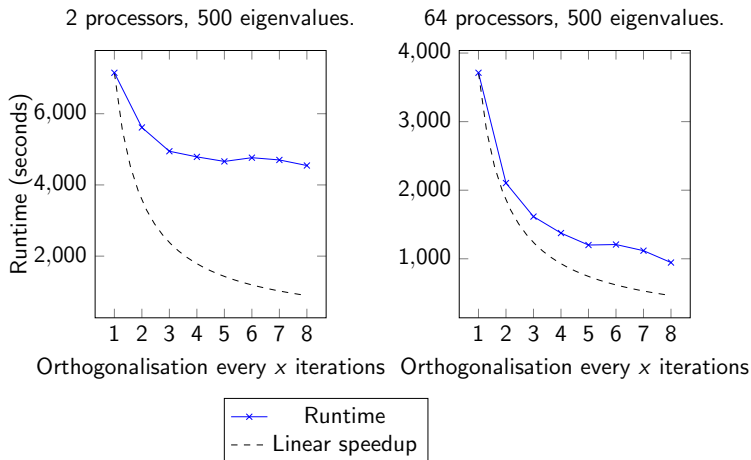 2 processors, 500 eigenvalues.
64 processors, 500 eigenvalues.
Runtime (seconds)
6,000
4,000
2,000
1 2 3 4 5 6 7 8
Orthogonalisation every x iterations
4,000
3,000
2,000
1,000
1 2 3 4 5 6 7 8
Orthogonalisation every x iterations
Runtime
Linear speedup